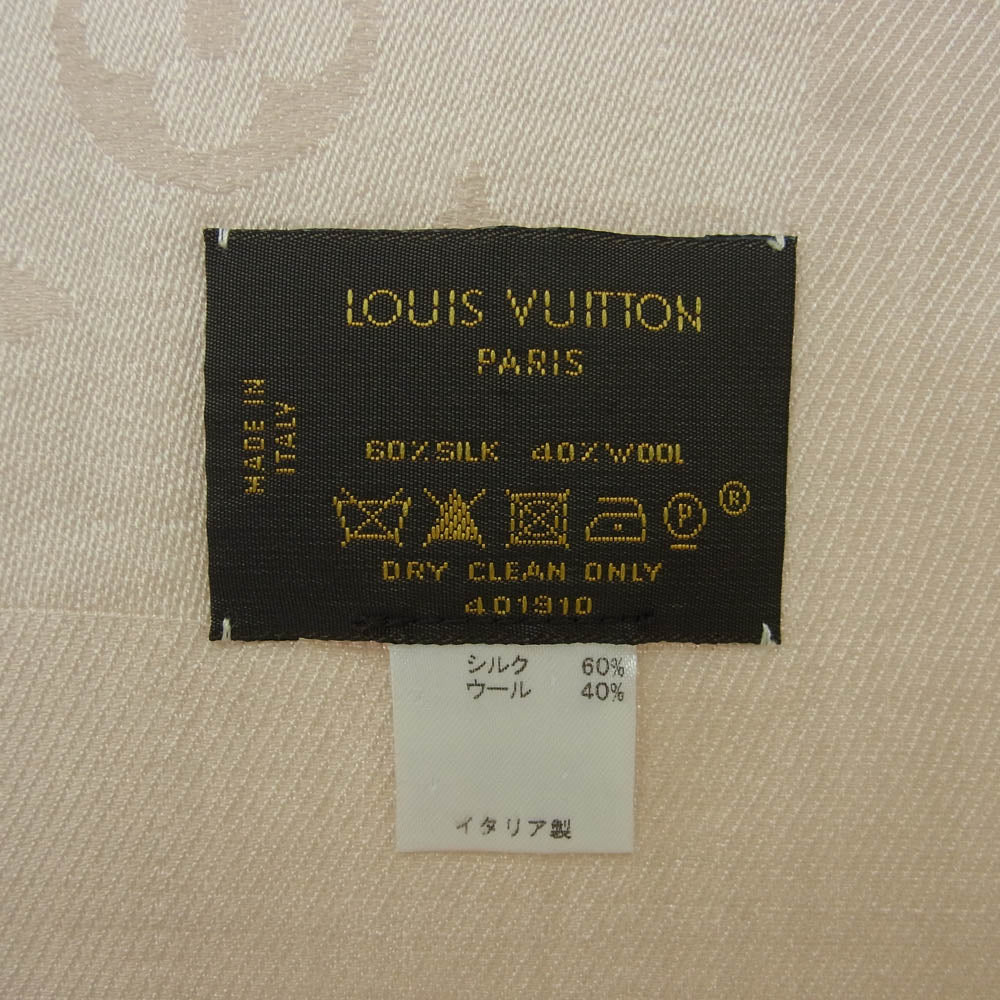 LOUIS VUITTON
PARIS
MADE IN
ITALY
60%SILK 40%WOOL
P ®
DRY CLEAN ONLY
401910
シルク 60%
ウール 40%
イタリア製